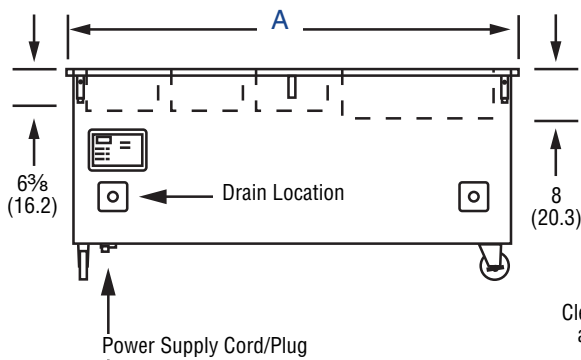 A
6⅜
(16.2)
Drain Location
8
(20.3)
Power Supply Cord/Plug